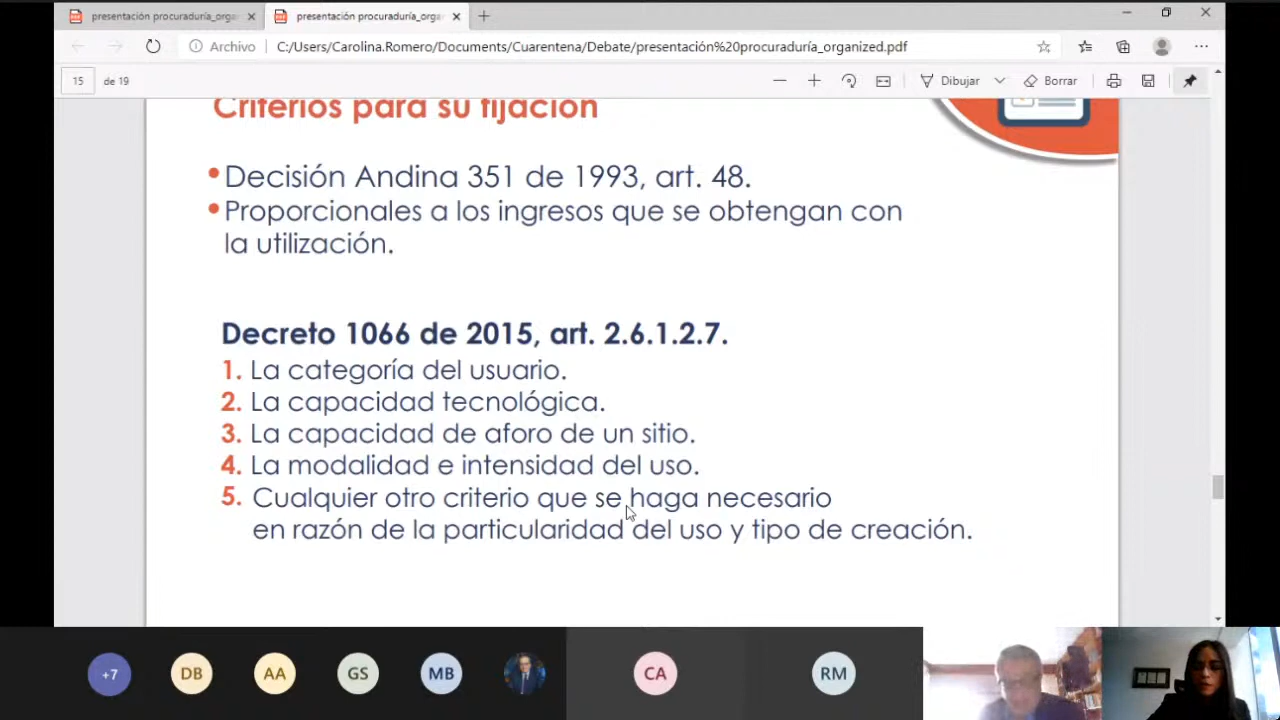 presentación procuraduría_orga
presentación procuraduría_orga
Archivo
C:/Users/Carolina.Romero/Documents/Cuarentena/Debate/presentación%20procuraduría_organized.pdf
15 de 19
Dibujar
Borrar
Criterios para su fijación
• Decisión Andina 351 de 1993, art. 48.
• Proporcionales a los ingresos que se obtengan con
la utilización.
Decreto 1066 de 2015, art. 2.6.1.2.7.
1. La categoría del usuario.
2. La capacidad tecnológica.
3. La capacidad de aforo de un sitio.
4. La modalidad e intensidad del uso.
5. Cualquier otro criterio que se haga necesario
en razón de la particularidad del uso y tipo de creación.
+7 DB AA GS MB CA RM